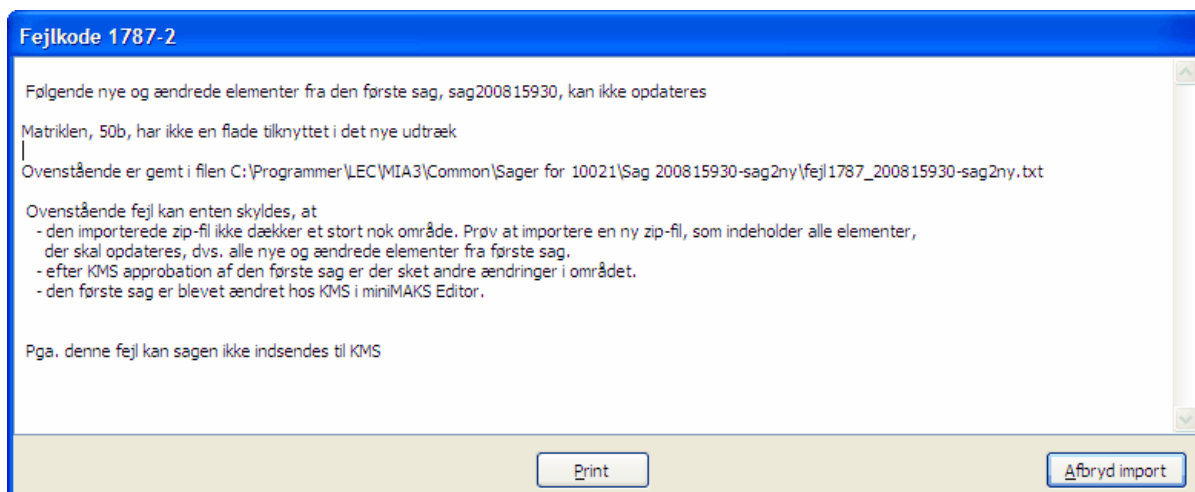 Fejlkode 1787-2
Følgende nye og ændrede elementer fra den første sag, sag200815930, kan ikke opdateres
Matriklen, 50b, har ikke en flade tilknyttet i det nye udtræk
Ovenstående er gemt i filen C:\Programmer\LEC\MIA3\Common\Sager for 10021\Sag 200815930-sag2ny\fejl1787_200815930-sag2ny.txt
Ovenstående fejl kan enten skyldes, at
- den importerede zip-fil ikke dækker et stort nok område. Prøv at importere en ny zip-fil, som indeholder alle elementer,
der skal opdateres, dvs. alle nye og ændrede elementer fra første sag.
- efter KMS approbation af den første sag er der sket andre ændringer i området.
- den første sag er blevet ændret hos KMS i miniMAKS Editor.
Pga. denne fejl kan sagen ikke indsendes til KMS
Print
Afbryd import